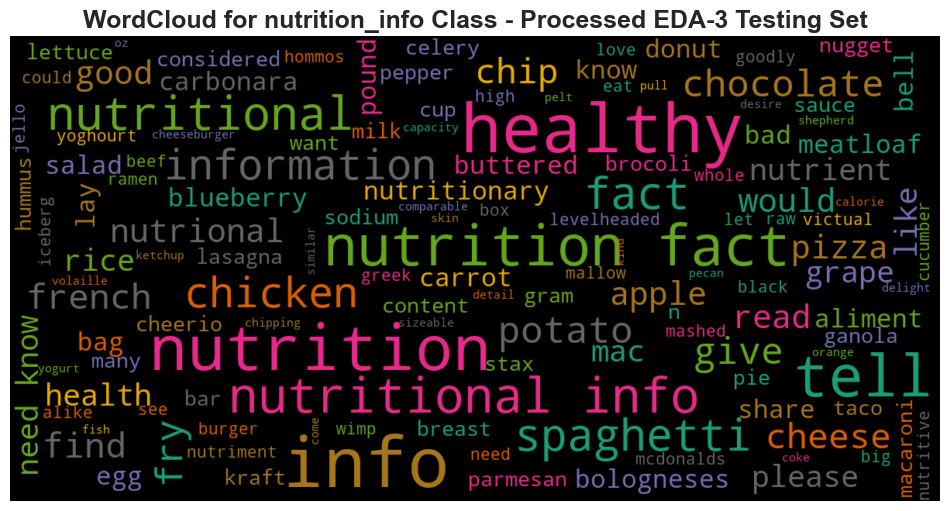 WordCloud for nutrition_info Class - Processed EDA-3 Testing Set
lettuce oz considered hommos pound celery love donut goodly nugget
could good carbonara pepper chip eat know pull chocolate bell
jello nutritional milk cup high pelt desire sauce
yoghourt cheeseburger want capacity healthy bad shepherd meatloaf
salad beef information buttered brocoli whole nutrient
hummus ramen lay blueberry nutritionary fact would calorie like
iceberg nutrional sodium comparable box levelheaded let raw victual cucumber
skin similar nutrition fact kind pizza
rice ketchup lasagna greek carrot mallow pecan grape
volaille french chicken content detail gram apple black delight
cheerio chipping sizeable potato n mashed read aliment
bag many nutrition stax mac give orange ganola
need know yogurt health bar nutritional info pie tell
alike see share taco macaroni
fish find burger come wimp breast spaghetti cheese
fry nutriment info need mcdonalds big nutritive
egg kraft parmesan bologneses coke please